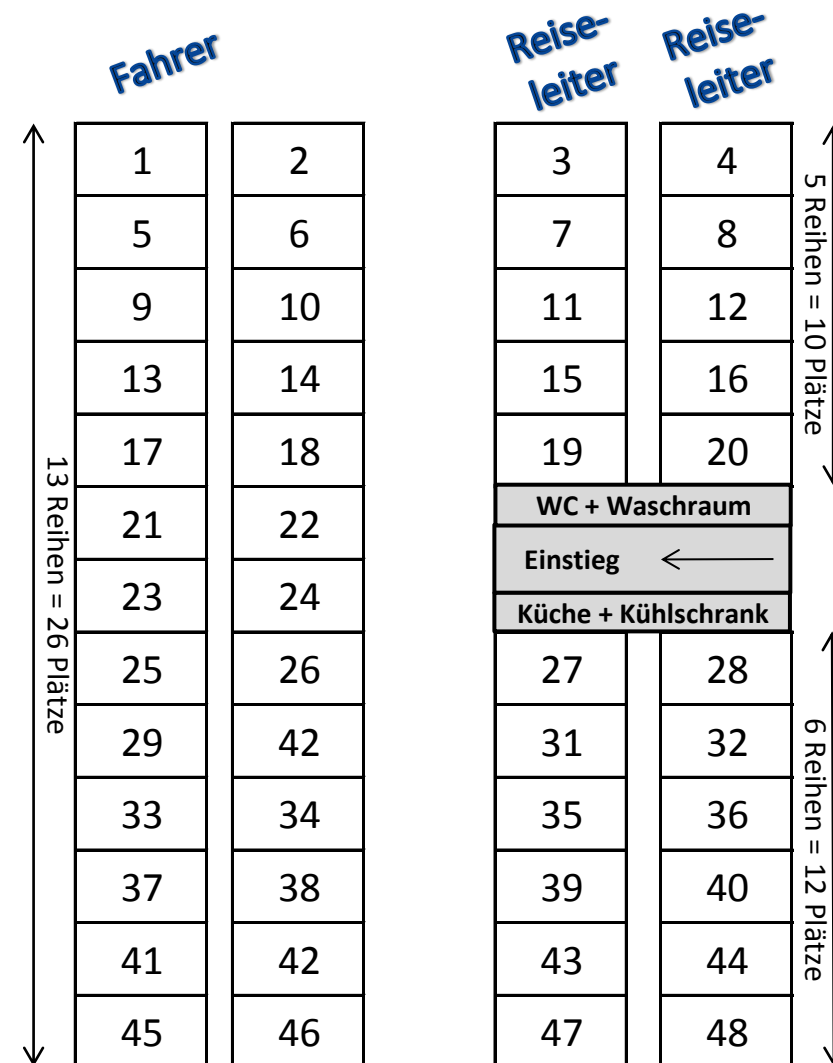 Fahrer
Reise-
leiter
Reise-
leiter
1 2 3 4
5 6 7 8
9 10 11 12
13 14 15 16
17 18 19 20
5 Reihen = 10 Plätze
WC + Waschraum
21 22
Einstieg
23 24
Küche + Kühlschrank
13 Reihen = 26 Plätze
25 26 27 28
29 42 31 32
33 34 35 36
37 38 39 40
41 42 43 44
45 46 47 48
6 Reihen = 12 Plätze